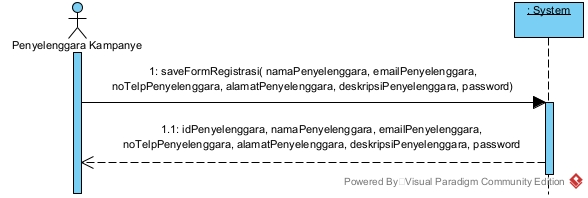 : System
Penyelenggara Kampanye
1: saveFormRegistrasi( namaPenyelenggara, emailPenyelenggara,
noTelpPenyelenggara, alamatPenyelenggara, deskripsiPenyelenggara, password)
1.1: idPenyelenggara, namaPenyelenggara, emailPenyelenggara,
noTelpPenyelenggara, alamatPenyelenggara, deskripsiPenyelenggara, password
Powered By Visual Paradigm Community Edition